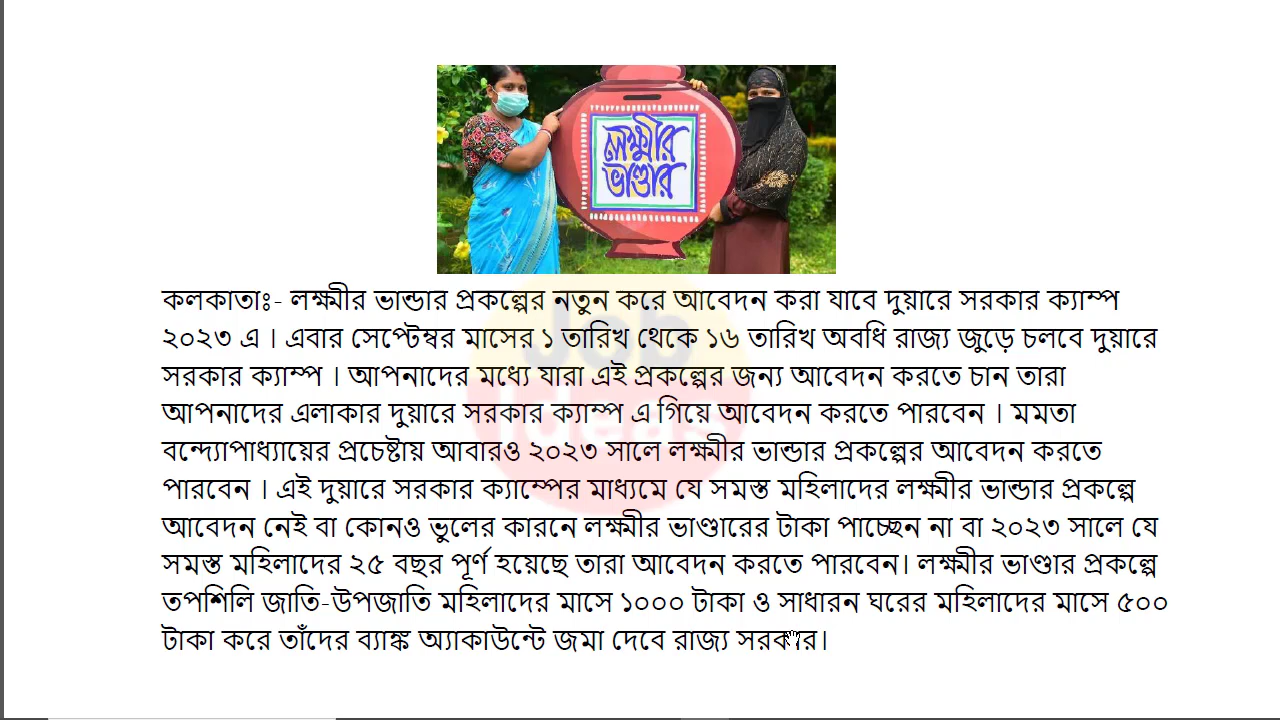 লক্ষ্মীর
ভাণ্ডার
কলকাতাঃ- লক্ষ্মীর ভান্ডার প্রকল্পের নতুন করে আবেদন করা যাবে দুয়ারে সরকার ক্যাম্প
২০২৩ এ । এবার সেপ্টেম্বর মাসের ১ তারিখ থেকে ১৬ তারিখ অবধি রাজ্য জুড়ে চলবে দুয়ারে
সরকার ক্যাম্প । আপনাদের মধ্যে যারা এই প্রকল্পের জন্য আবেদন করতে চান তারা
আপনাদের এলাকার দুয়ারে সরকার ক্যাম্প এ গিয়ে আবেদন করতে পারবেন । মমতা
বন্দ্যোপাধ্যায়ের প্রচেষ্টায় আবারও ২০২৩ সালে লক্ষ্মীর ভান্ডার প্রকল্পের আবেদন করতে
পারবেন । এই দুয়ারে সরকার ক্যাম্পের মাধ্যমে যে সমস্ত মহিলাদের লক্ষ্মীর ভান্ডার প্রকল্পে
আবেদন নেই বা কোনও ভুলের কারনে লক্ষ্মীর ভাণ্ডারের টাকা পাচ্ছেন না বা ২০২৩ সালে যে
সমস্ত মহিলাদের ২৫ বছর পূর্ণ হয়েছে তারা আবেদন করতে পারবেন। লক্ষ্মীর ভাণ্ডার প্রকল্পে
তপশিলি জাতি-উপজাতি মহিলাদের মাসে ১০০০ টাকা ও সাধারন ঘরের মহিলাদের মাসে ৫০০
টাকা করে তাঁদের ব্যাঙ্ক অ্যাকাউন্টে জমা দেবে রাজ্য সরকার।
Job
Ideas